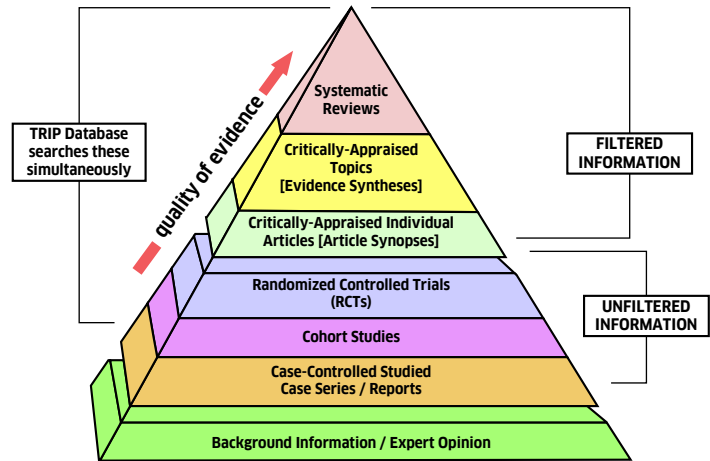 Systematic
Reviews
TRIP Database
searches these
simultaneously
quality of evidence
Critically-Appraised
Topics
[Evidence Syntheses]
FILTERED
INFORMATION
Critically-Appraised Individual
Articles [Article Synopses]
Randomized Controlled Trials
(RCTs)
UNFILTERED
INFORMATION
Cohort Studies
Case-Controlled Studied
Case Series / Reports
Background Information / Expert Opinion